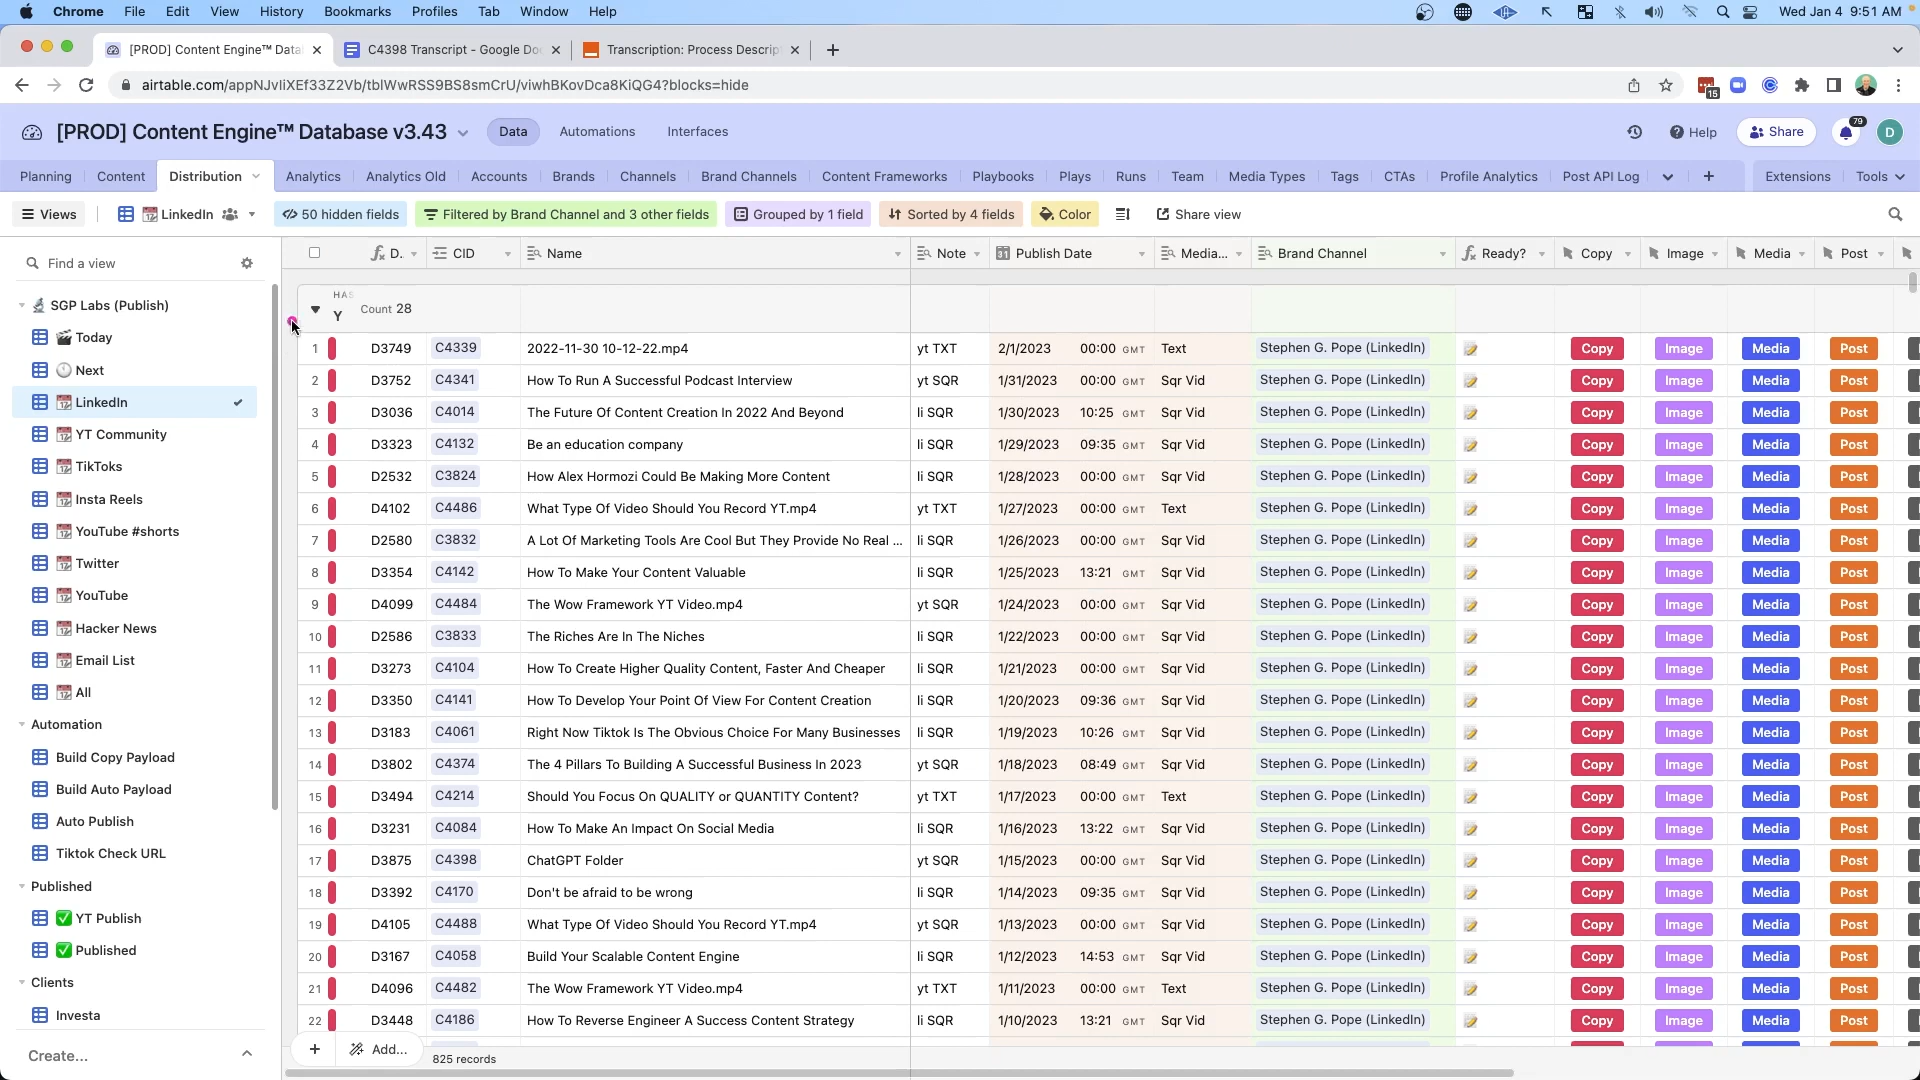 Chrome File Edit View History Bookmarks Profiles Tab Window Help Wed Jan 4 9:51 AM
[PROD] Content Engine™ Data C4398 Transcript - Google Do Transcription: Process Descrip
airtable.com/appNJvIiXEf33Z2Vb/tblWwRSS9BS8smCrU/viwhBKovDca8KiQG4?blocks=hide 15
[PROD] Content Engine™ Database v3.43 Data Automations Interfaces Help Share 79 D
Planning Content Distribution Analytics Analytics Old Accounts Brands Channels Brand Channels Content Frameworks Playbooks Plays Runs Team Media Types Tags CTAs Profile Analytics Post API Log Extensions Tools
Views LinkedIn 50 hidden fields Filtered by Brand Channel and 3 other fields Grouped by 1 field Sorted by 4 fields Color Share view
Find a view
SGP Labs (Publish)
Today
Next
LinkedIn
YT Community
TikToks
Insta Reels
YouTube #shorts
Twitter
YouTube
Hacker News
Email List
All
Automation
Build Copy Payload
Build Auto Payload
Auto Publish
Tiktok Check URL
Published
YT Publish
Published
Clients
Investa
Create...
D. CID Name Note Publish Date Media... Brand Channel Ready? Copy Image Media Post
HAS
Y Count 28
1 D3749 C4339 2022-11-30 10-12-22.mp4 yt TXT 2/1/2023 00:00 GMT Text Stephen G. Pope (LinkedIn) Copy Image Media Post
2 D3752 C4341 How To Run A Successful Podcast Interview yt SQR 1/31/2023 00:00 GMT Sqr Vid Stephen G. Pope (LinkedIn) Copy Image Media Post
3 D3036 C4014 The Future Of Content Creation In 2022 And Beyond li SQR 1/30/2023 10:25 GMT Sqr Vid Stephen G. Pope (LinkedIn) Copy Image Media Post
4 D3323 C4132 Be an education company li SQR 1/29/2023 09:35 GMT Sqr Vid Stephen G. Pope (LinkedIn) Copy Image Media Post
5 D2532 C3824 How Alex Hormozi Could Be Making More Content li SQR 1/28/2023 00:00 GMT Sqr Vid Stephen G. Pope (LinkedIn) Copy Image Media Post
6 D4102 C4486 What Type Of Video Should You Record YT.mp4 yt TXT 1/27/2023 00:00 GMT Text Stephen G. Pope (LinkedIn) Copy Image Media Post
7 D2580 C3832 A Lot Of Marketing Tools Are Cool But They Provide No Real ... li SQR 1/26/2023 00:00 GMT Sqr Vid Stephen G. Pope (LinkedIn) Copy Image Media Post
8 D3354 C4142 How To Make Your Content Valuable li SQR 1/25/2023 13:21 GMT Sqr Vid Stephen G. Pope (LinkedIn) Copy Image Media Post
9 D4099 C4484 The Wow Framework YT Video.mp4 yt SQR 1/24/2023 00:00 GMT Sqr Vid Stephen G. Pope (LinkedIn) Copy Image Media Post
10 D2586 C3833 The Riches Are In The Niches li SQR 1/22/2023 00:00 GMT Sqr Vid Stephen G. Pope (LinkedIn) Copy Image Media Post
11 D3273 C4104 How To Create Higher Quality Content, Faster And Cheaper li SQR 1/21/2023 00:00 GMT Sqr Vid Stephen G. Pope (LinkedIn) Copy Image Media Post
12 D3350 C4141 How To Develop Your Point Of View For Content Creation li SQR 1/20/2023 09:36 GMT Sqr Vid Stephen G. Pope (LinkedIn) Copy Image Media Post
13 D3183 C4061 Right Now Tiktok Is The Obvious Choice For Many Businesses li SQR 1/19/2023 10:26 GMT Sqr Vid Stephen G. Pope (LinkedIn) Copy Image Media Post
14 D3802 C4374 The 4 Pillars To Building A Successful Business In 2023 yt SQR 1/18/2023 08:49 GMT Sqr Vid Stephen G. Pope (LinkedIn) Copy Image Media Post
15 D3494 C4214 Should You Focus On QUALITY or QUANTITY Content? yt TXT 1/17/2023 00:00 GMT Text Stephen G. Pope (LinkedIn) Copy Image Media Post
16 D3231 C4084 How To Make An Impact On Social Media li SQR 1/16/2023 13:22 GMT Sqr Vid Stephen G. Pope (LinkedIn) Copy Image Media Post
17 D3875 C4398 ChatGPT Folder yt SQR 1/15/2023 00:00 GMT Sqr Vid Stephen G. Pope (LinkedIn) Copy Image Media Post
18 D3392 C4170 Don't be afraid to be wrong li SQR 1/14/2023 09:35 GMT Sqr Vid Stephen G. Pope (LinkedIn) Copy Image Media Post
19 D4105 C4488 What Type Of Video Should You Record YT.mp4 yt SQR 1/13/2023 00:00 GMT Sqr Vid Stephen G. Pope (LinkedIn) Copy Image Media Post
20 D3167 C4058 Build Your Scalable Content Engine li SQR 1/12/2023 14:53 GMT Sqr Vid Stephen G. Pope (LinkedIn) Copy Image Media Post
21 D4096 C4482 The Wow Framework YT Video.mp4 yt TXT 1/11/2023 00:00 GMT Text Stephen G. Pope (LinkedIn) Copy Image Media Post
22 D3448 C4186 How To Reverse Engineer A Success Content Strategy li SQR 1/10/2023 13:21 GMT Sqr Vid Stephen G. Pope (LinkedIn) Copy Image Media Post
+ Add... 825 records